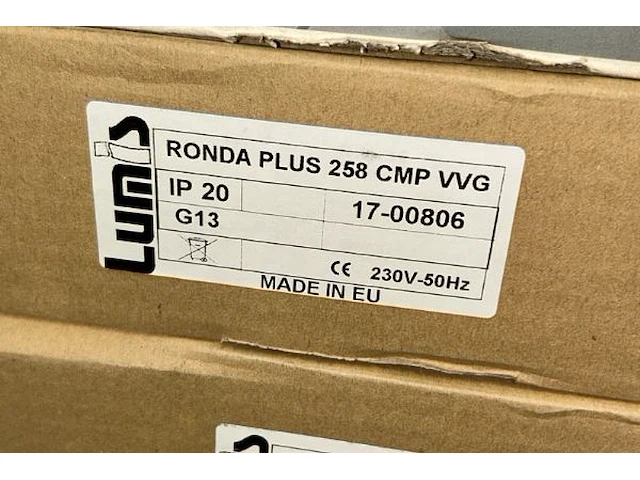 Lumis
RONDA PLUS 258 CMP VVG
IP 20
17-00806
G13
CE 230V-50Hz
MADE IN EU